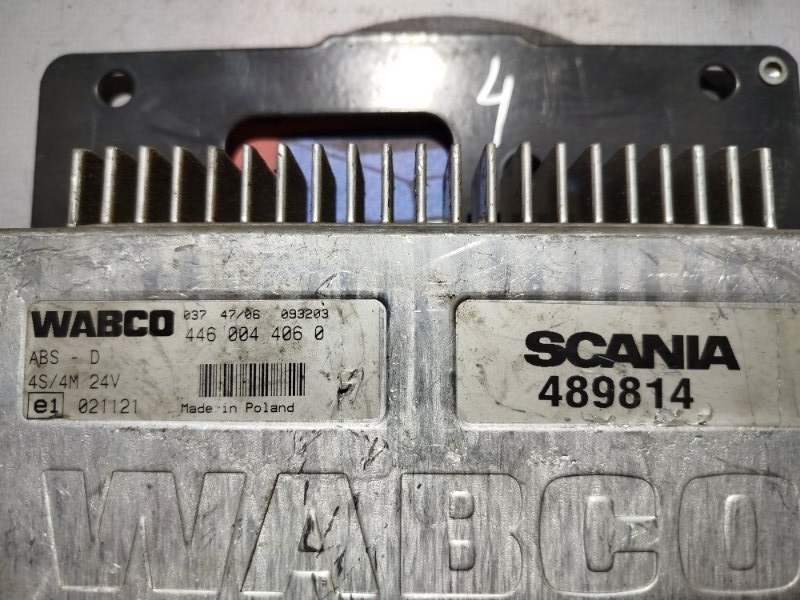 4
WABCO 037 47/06 093203
446 004 406 0
ABS - D
4S/4M 24V
e1 021121 Made in Poland
SCANIA
489814
WABCO